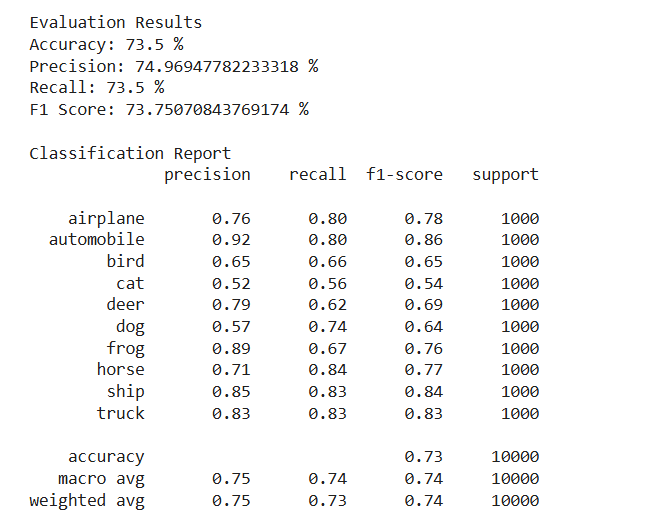 Evaluation Results
Accuracy: 73.5 %
Precision: 74.96947782233318 %
Recall: 73.5 %
F1 Score: 73.75070843769174 %
Classification Report
precision recall f1-score support
airplane 0.76 0.80 0.78 1000
automobile 0.92 0.80 0.86 1000
bird 0.65 0.66 0.65 1000
cat 0.52 0.56 0.54 1000
deer 0.79 0.62 0.69 1000
dog 0.57 0.74 0.64 1000
frog 0.89 0.67 0.76 1000
horse 0.71 0.84 0.77 1000
ship 0.85 0.83 0.84 1000
truck 0.83 0.83 0.83 1000
accuracy 0.73 10000
macro avg 0.75 0.74 0.74 10000
weighted avg 0.75 0.73 0.74 10000